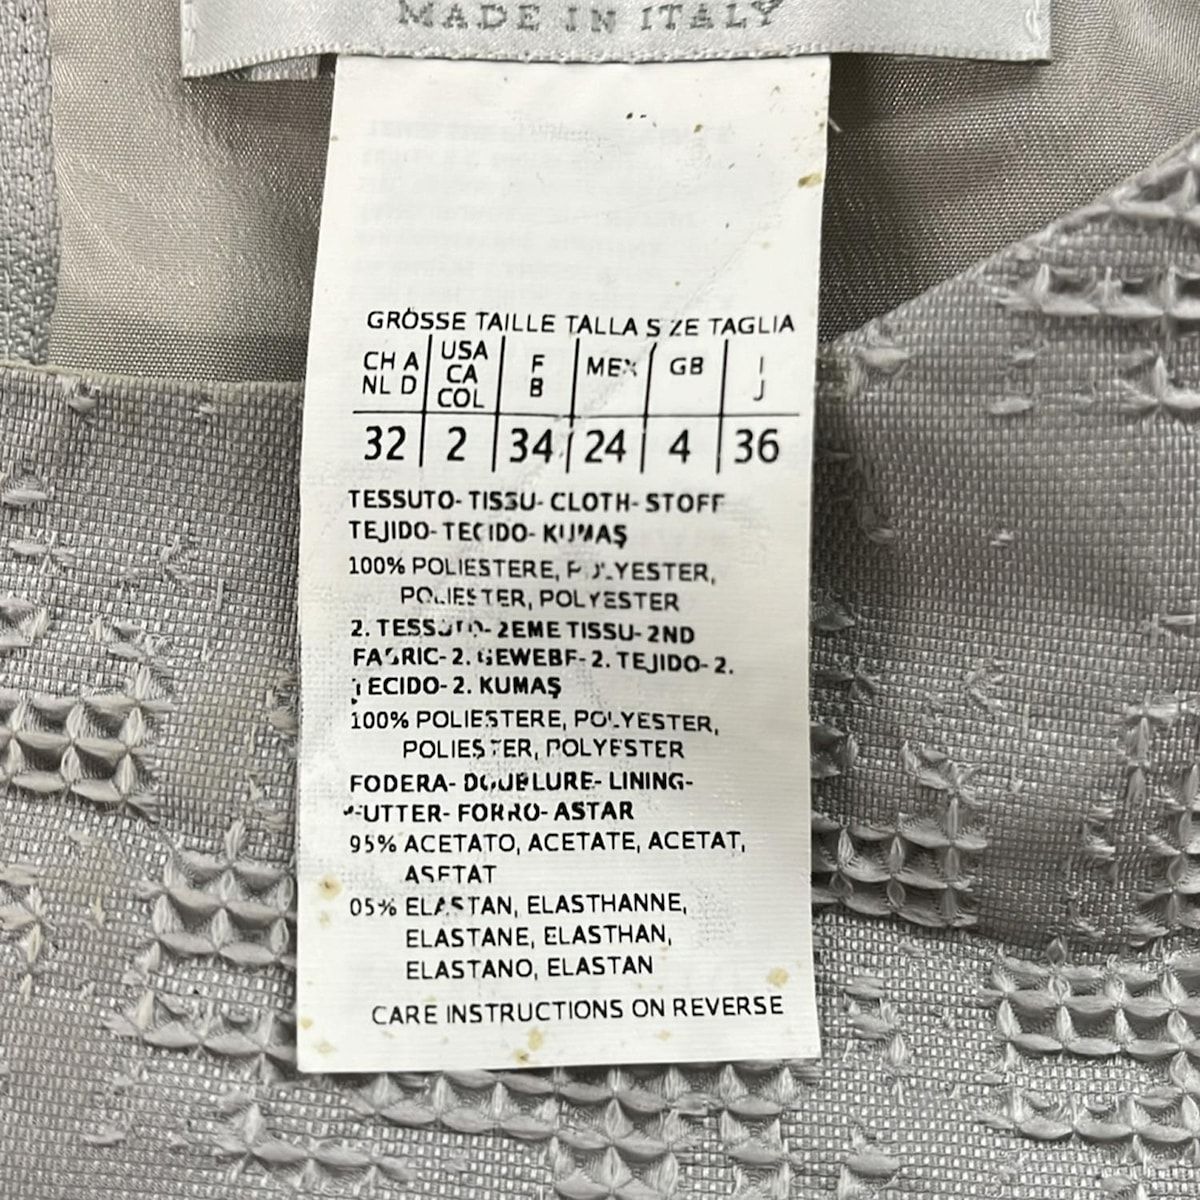 MADE IN ITALY
GRÖSSE TAILLE TALLA SIZE TAGLIA
CH A NL D | USA CA COL | F B | MEX | GB | I J
32 | 2 | 34 | 24 | 4 | 36
TESSUTO- TISSU- CLOTH- STOFF
TEJIDO- TECIDO- KUMAŞ
100% POLIESTERE, POLYESTER,
POLIESTER, POLYESTER
2. TESSUTO- 2EME TISSU- 2ND
FABRIC- 2. GEWEBE- 2. TEJIDO- 2.
TECIDO- 2. KUMAŞ
100% POLIESTERE, POLYESTER,
POLIESTER, POLYESTER
FODERA- DOUBLURE- LINING-
FUTTER- FORRO- ASTAR
95% ACETATO, ACETATE, ACETAT,
ASETAT
05% ELASTAN, ELASTHANNE,
ELASTANE, ELASTHAN,
ELASTANO, ELASTAN
CARE INSTRUCTIONS ON REVERSE